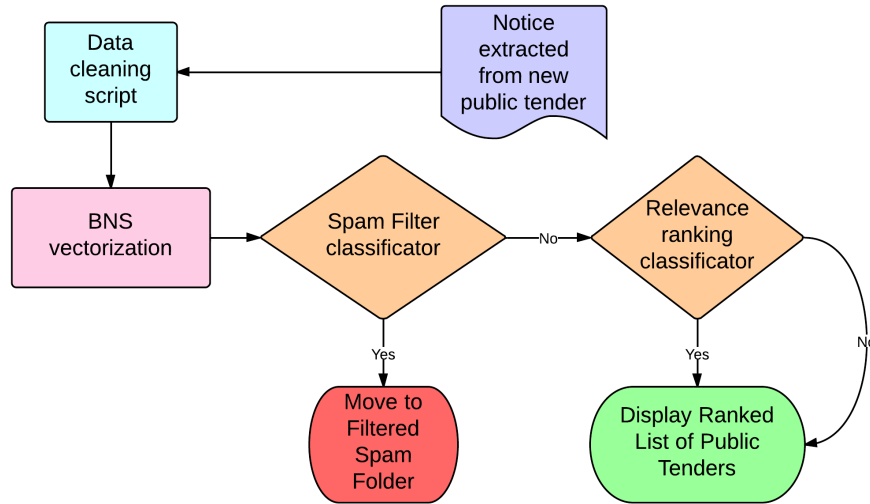 Notice
extracted
from new
public tender
Data
cleaning
script
BNS
vectorization
Spam Filter
classificator
No
Relevance
ranking
classificator
Yes
Move to
Filtered
Spam
Folder
Yes
No
Display Ranked
List of Public
Tenders